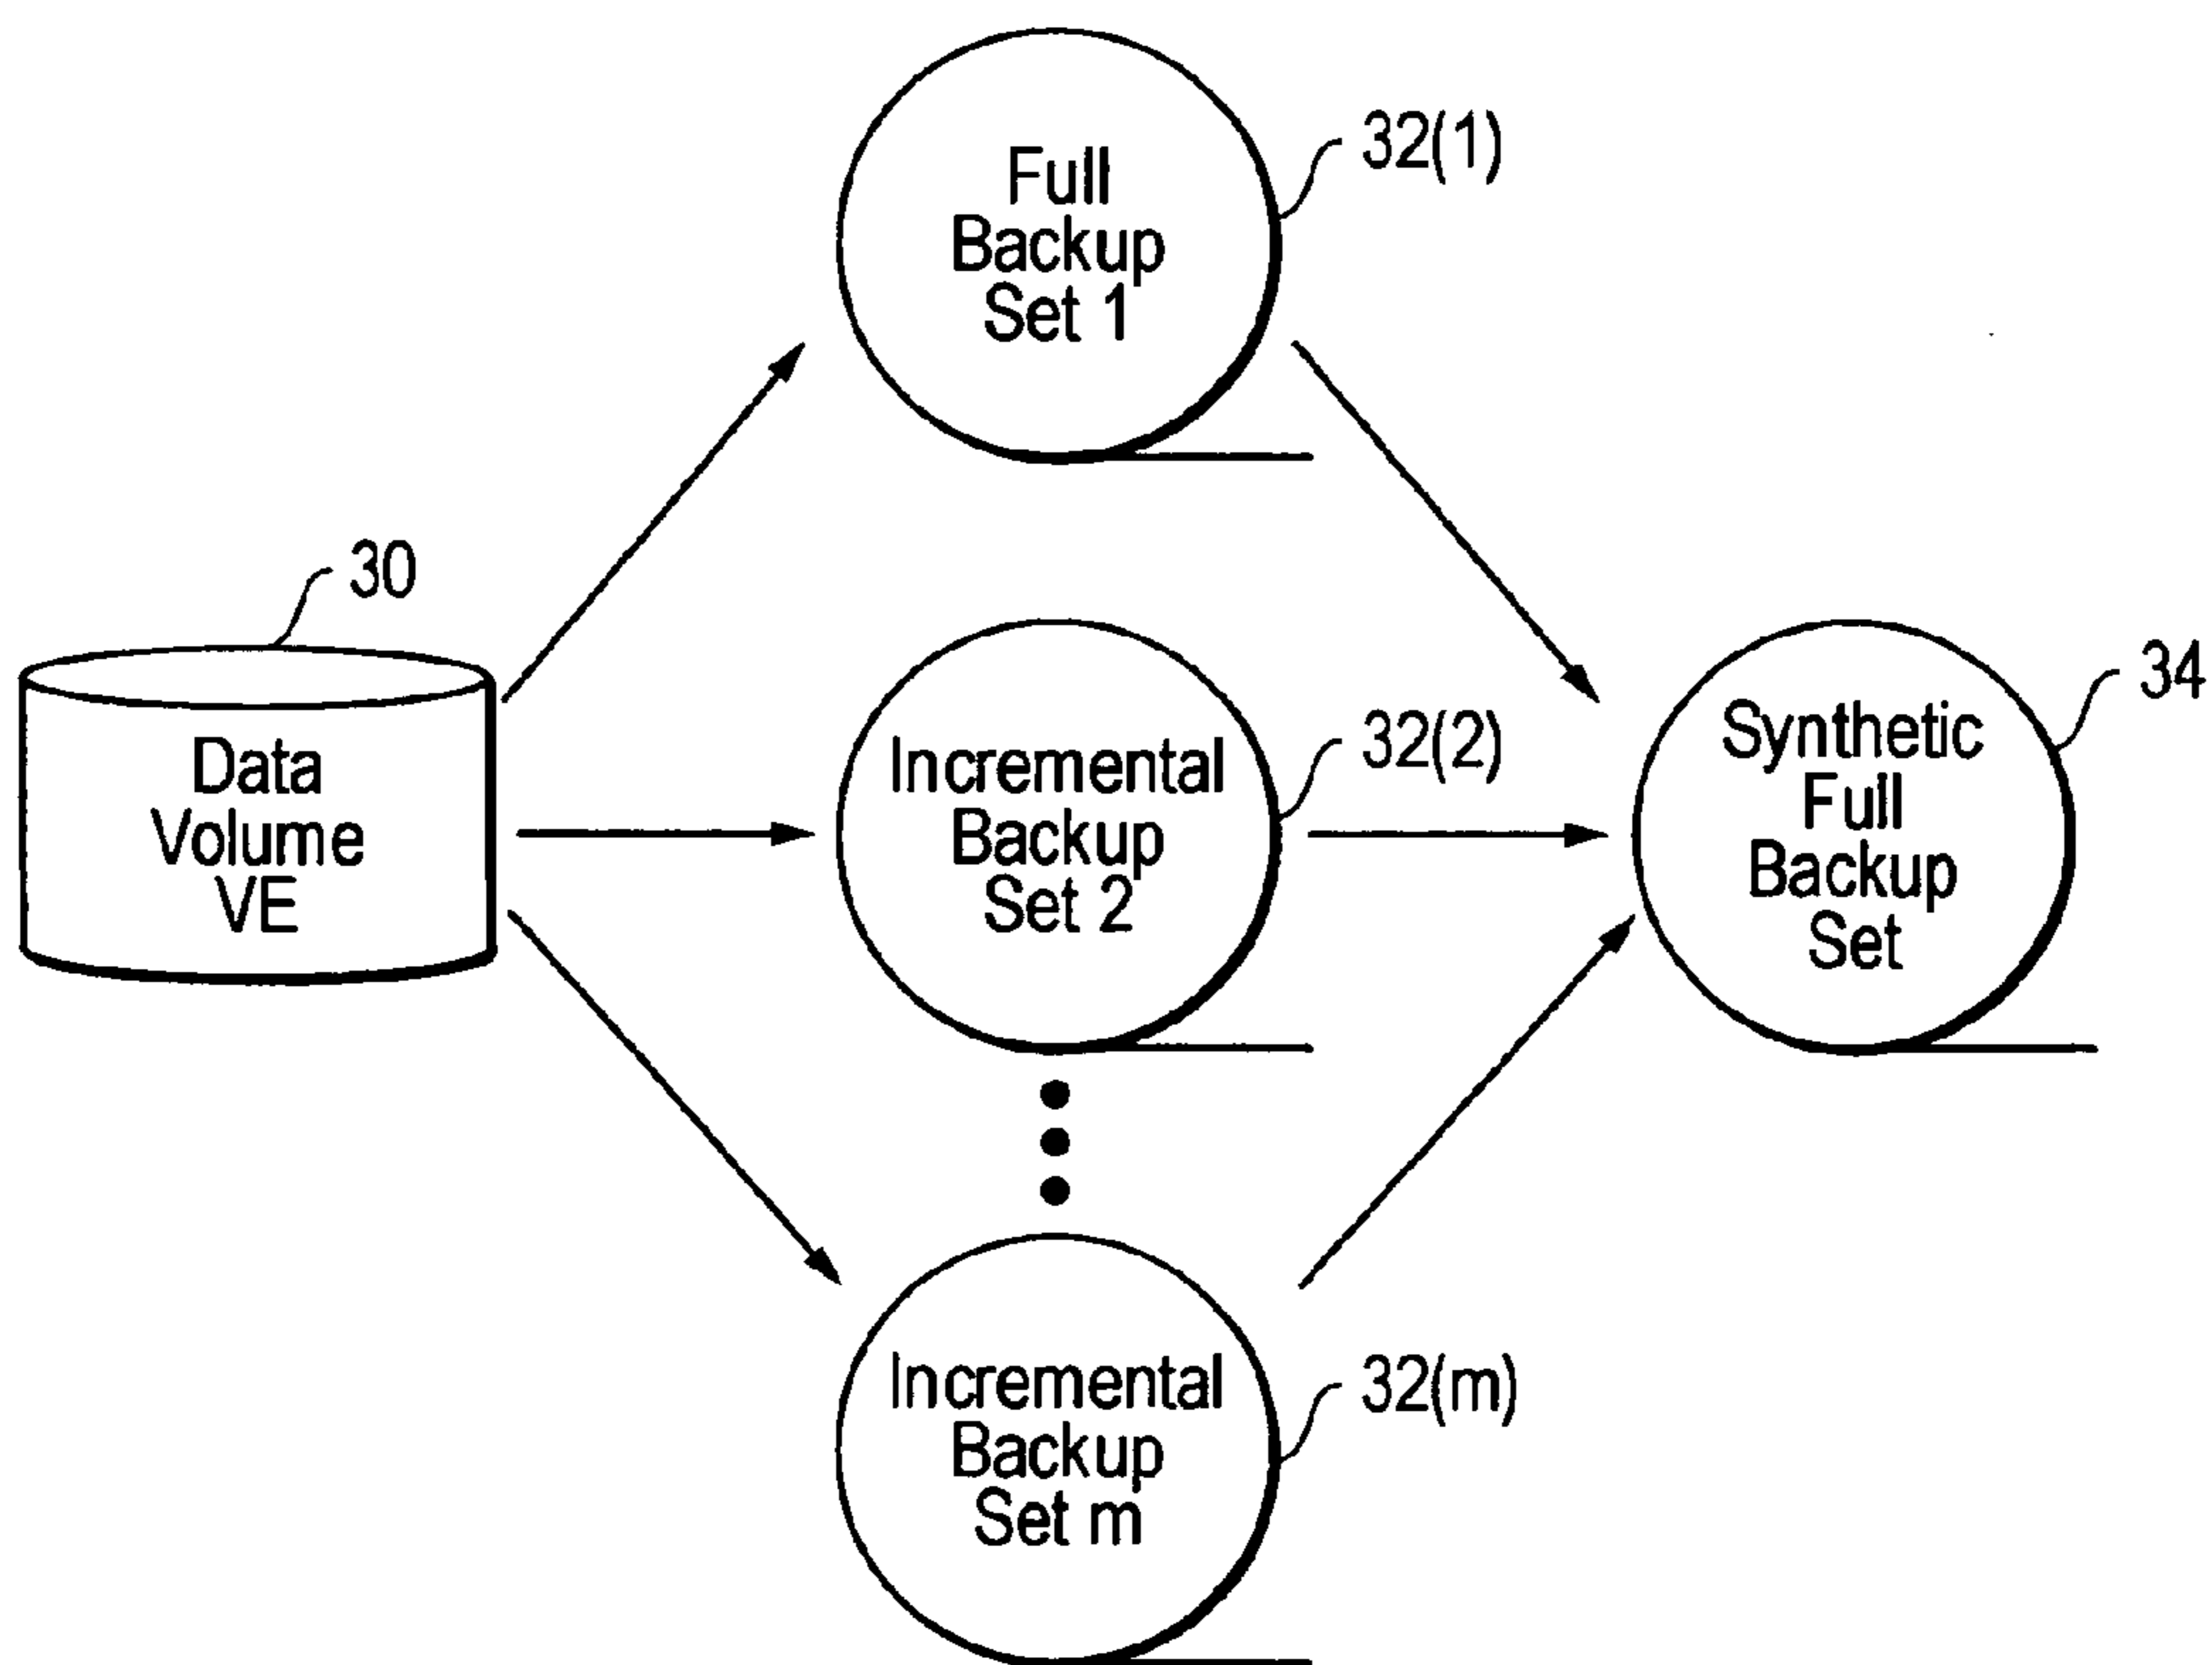 Full
Backup
Set 1
32(1)
30
Data
Volume
VE
Incremental
Backup
Set 2
32(2)
Synthetic
Full
Backup
Set
34
Incremental
Backup
Set m
32(m)